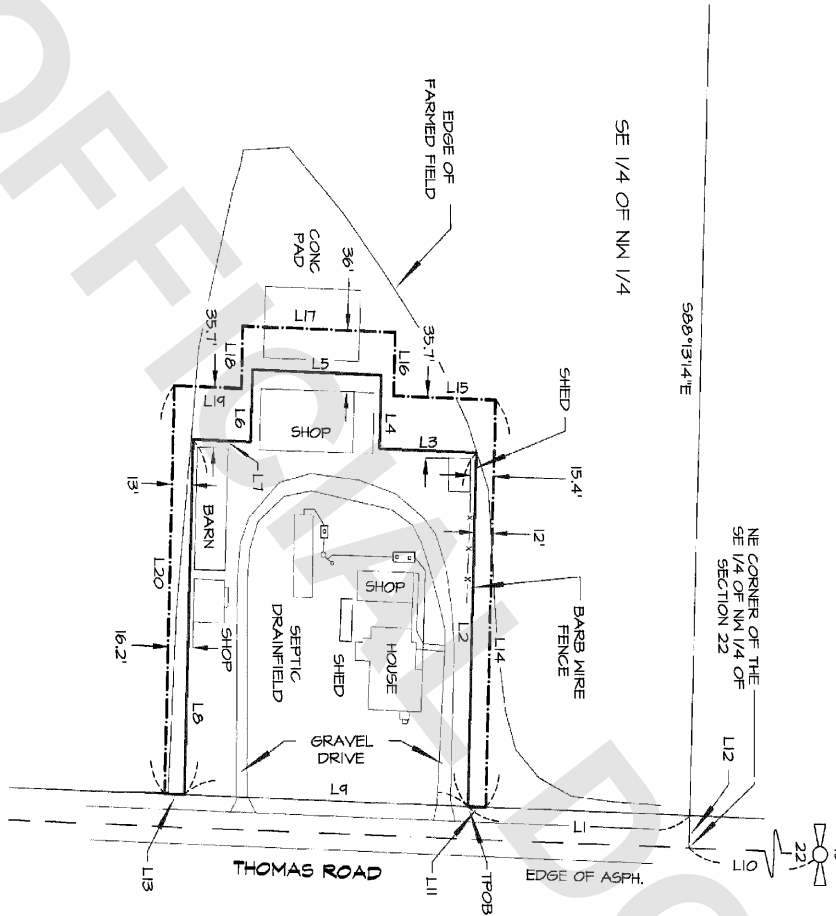 SE 1/4 OF NW 1/4
S88°13'14"E
EDGE OF
FARMED FIELD
CONC
PAD
36'
35.7'
35.7'
L17
L18
L19
L16
L15
L5
L6
L4
L3
L7
SHOP
SHED
15.4'
12'
13'
BARN
L20
16.2'
SHOP
L8
SEPTIC
DRAINFIELD
SHED
SHOP
HOUSE
L2
L14
BARB WIRE
FENCE
NE CORNER OF THE
SE 1/4 OF NW 1/4 OF
SECTION 22
L12
GRAVEL
DRIVE
L9
L1
L10
22
L13
THOMAS ROAD
L11
TPOB
EDGE OF ASPH.
OFFICIAL DO